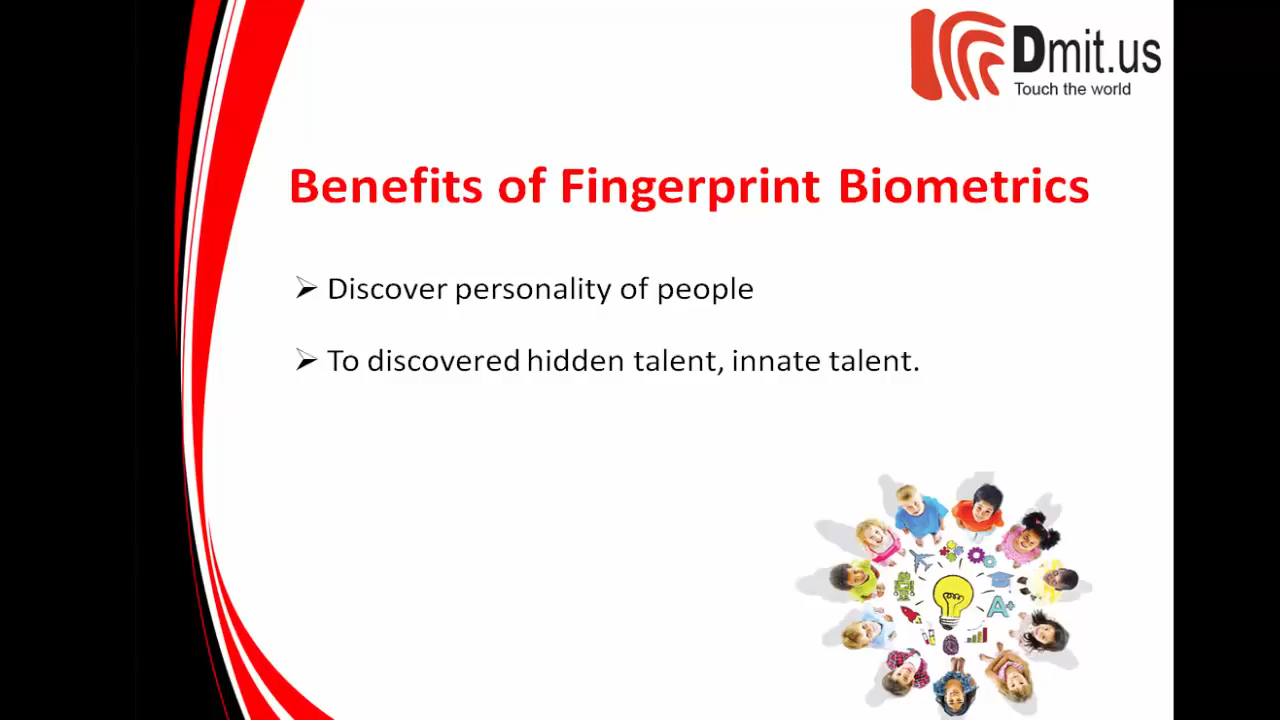 Dmit.us
Touch the world
Benefits of Fingerprint Biometrics
➢ Discover personality of people
➢ To discovered hidden talent, innate talent.
A+